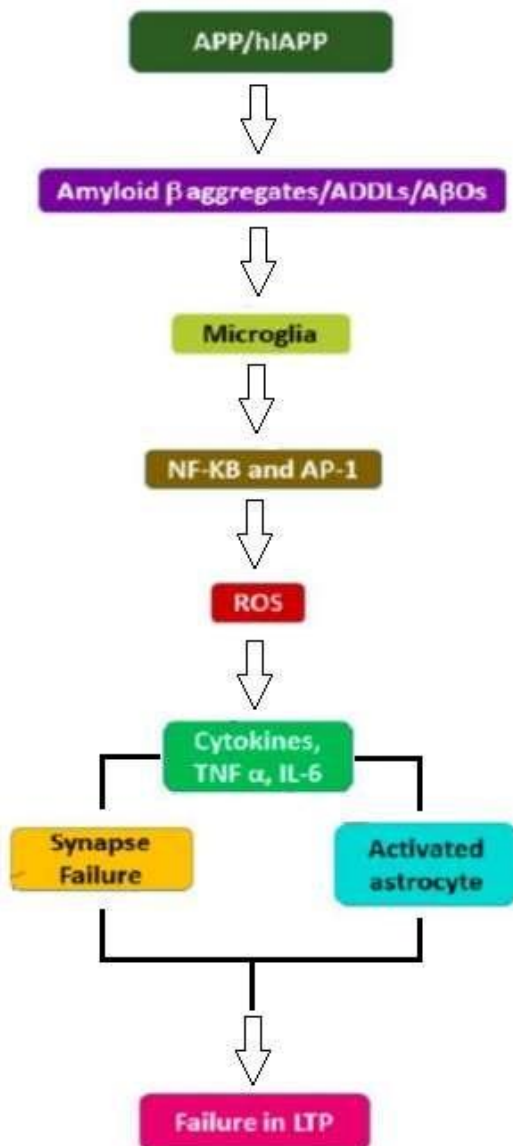 APP/hIAPP
Amyloid β aggregates/ADDLs/AβOs
Microglia
NF-KB and AP-1
ROS
Cytokines,
TNF α, IL-6
Synapse
Failure
Activated
astrocyte
Failure in LTP